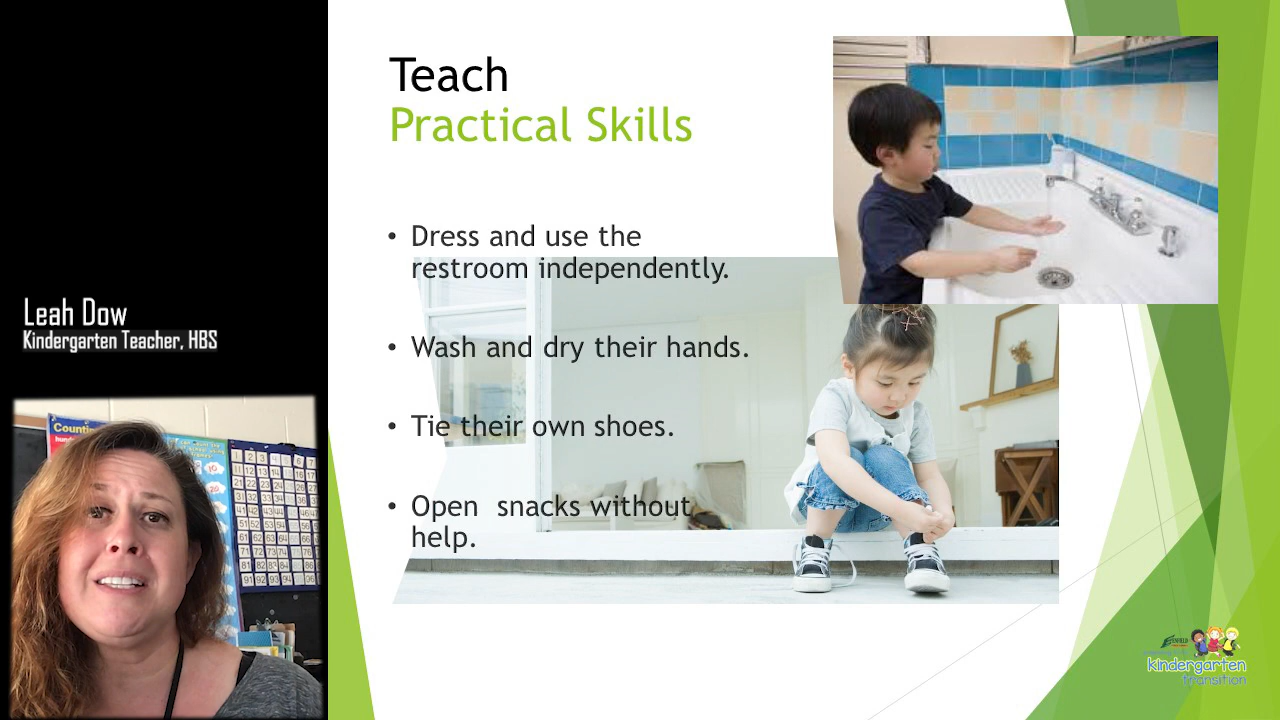 Teach
Practical Skills
• Dress and use the
restroom independently.
• Wash and dry their hands.
• Tie their own shoes.
• Open  snacks without
help.
Leah Dow
Kindergarten Teacher, HBS
Counti
kindergarten
transition